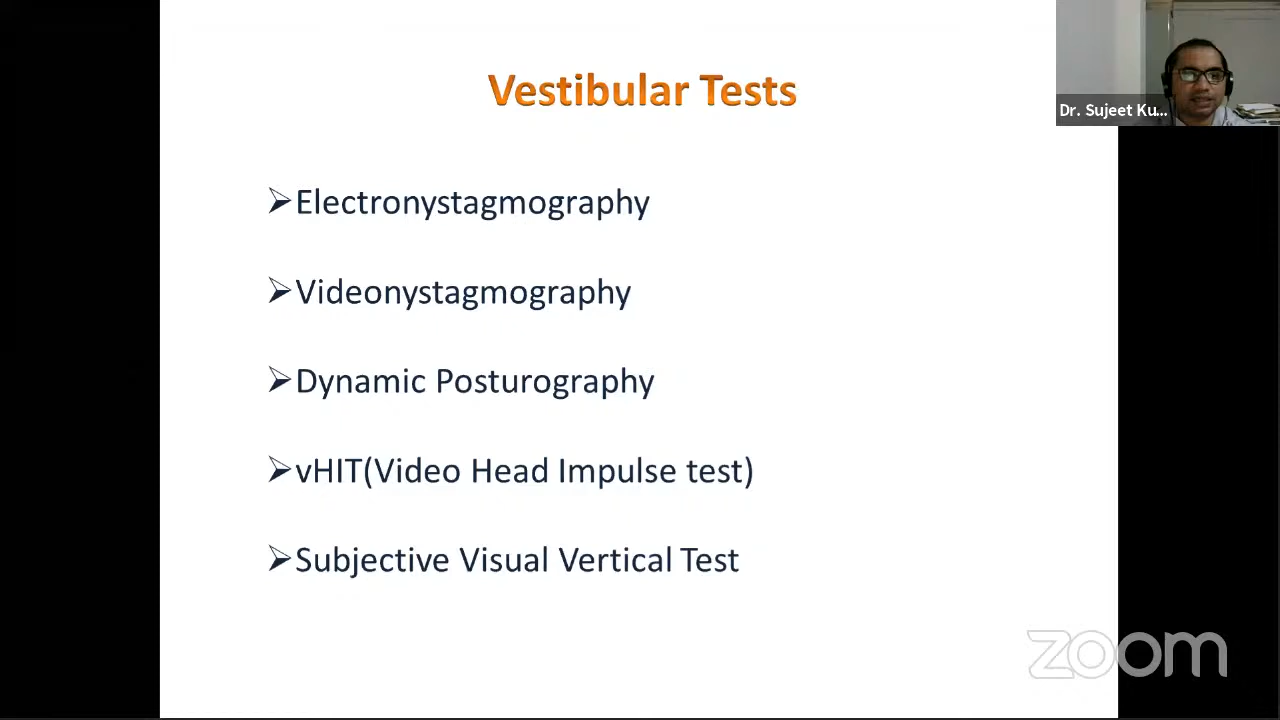 Vestibular Tests
Dr. Sujeet Ku...
➢Electronystagmography
➢Videonystagmography
➢Dynamic Posturography
➢vHIT(Video Head Impulse test)
➢Subjective Visual Vertical Test
zoom